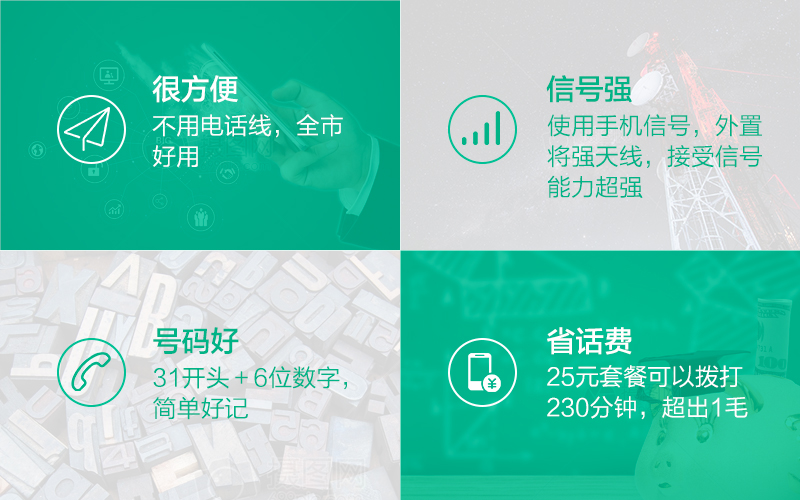 很方便
不用电话线，全市
好用
信号强
使用手机信号，外置
将强天线，接受信号
能力超强
号码好
31开头+6位数字，
简单好记
省话费
25元套餐可以拨打
230分钟，超出1毛